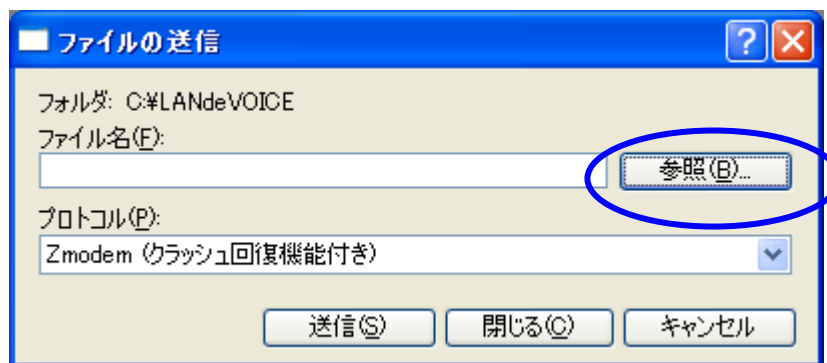 ファイルの送信
フォルダ: C:¥LANdeVOICE
ファイル名(F):
参照(B)...
プロトコル(P):
Zmodem (クラッシュ回復機能付き)
送信(S) 閉じる(C) キャンセル